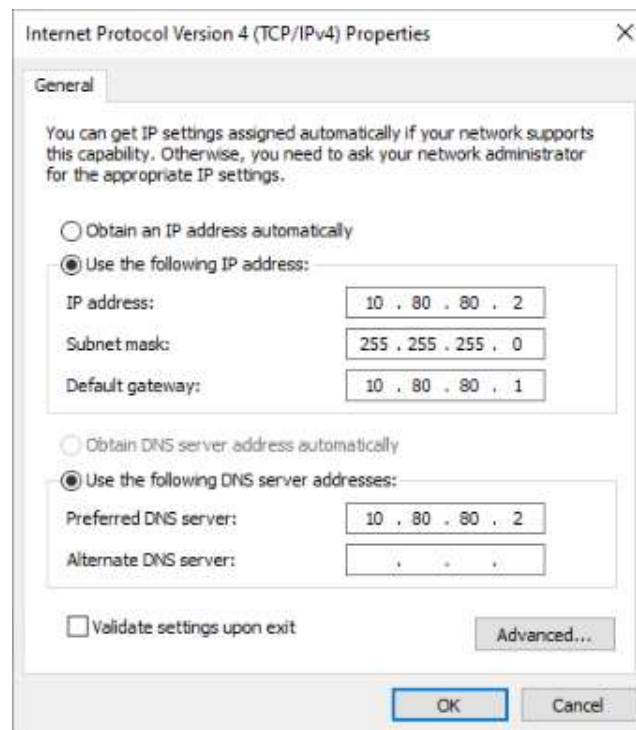 Internet Protocol Version 4 (TCP/IPv4) Properties
General
You can get IP settings assigned automatically if your network supports
this capability. Otherwise, you need to ask your network administrator
for the appropriate IP settings.
Obtain an IP address automatically
Use the following IP address:
IP address: 10 . 80 . 80 . 2
Subnet mask: 255 . 255 . 255 . 0
Default gateway: 10 . 80 . 80 . 1
Obtain DNS server address automatically
Use the following DNS server addresses:
Preferred DNS server: 10 . 80 . 80 . 2
Alternate DNS server: . . .
Validate settings upon exit
Advanced...
OK Cancel